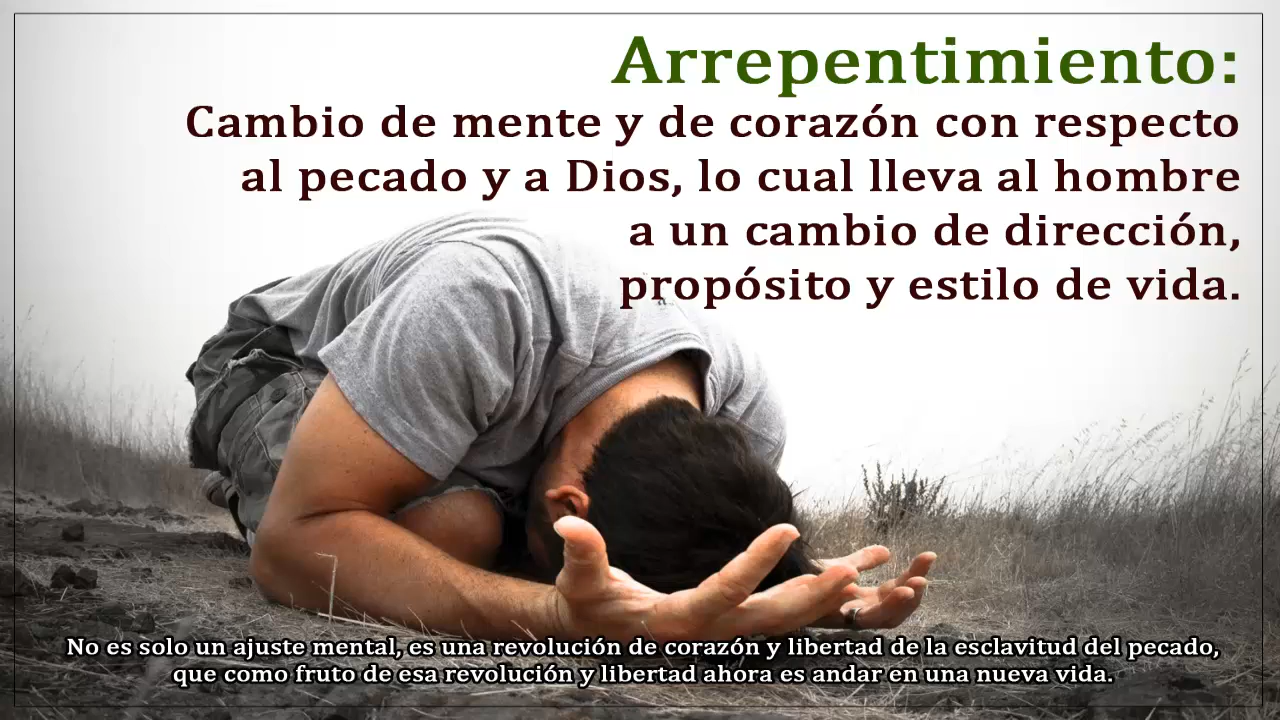 Arrepentimiento:
Cambio de mente y de corazón con respecto
al pecado y a Dios, lo cual lleva al hombre
a un cambio de dirección,
propósito y estilo de vida.
No es solo un ajuste mental, es una revolución de corazón y libertad de la esclavitud del pecado,
que como fruto de esa revolución y libertad ahora es andar en una nueva vida.